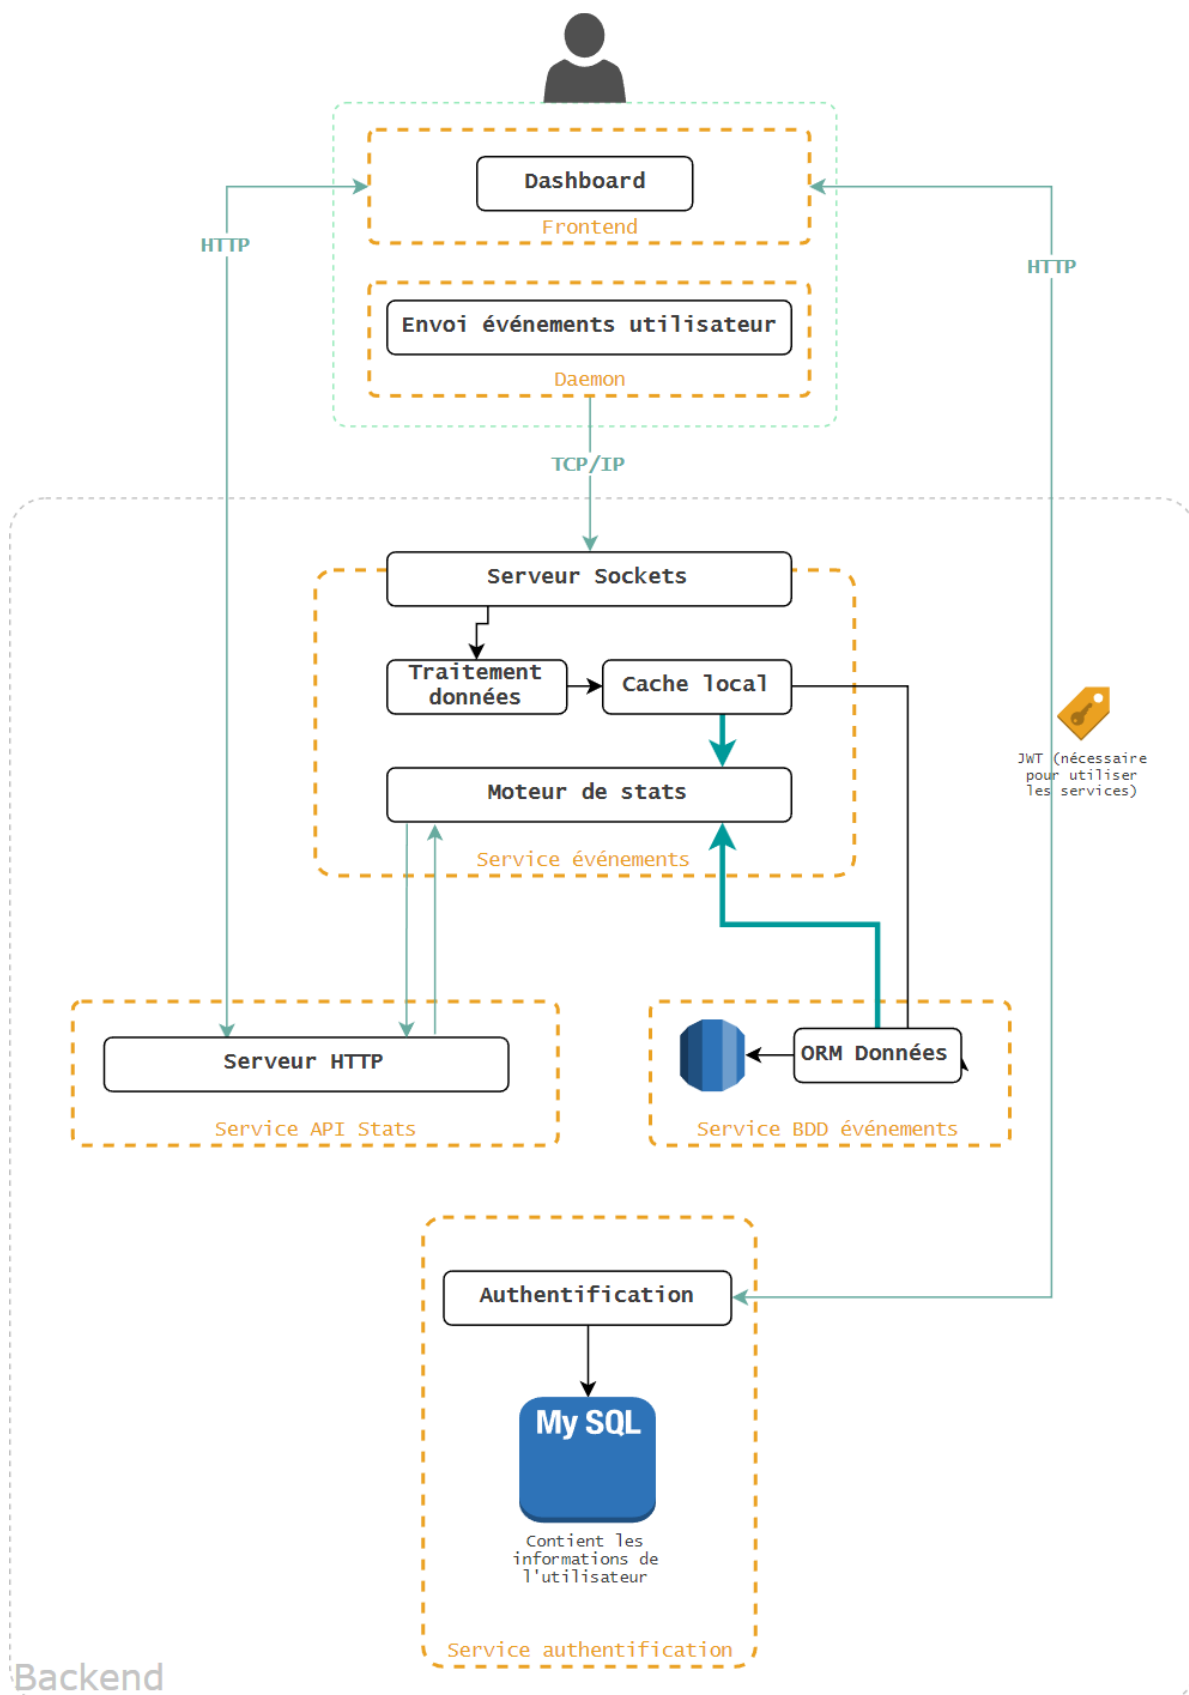 Dashboard
Frontend
HTTP
HTTP
Envoi événements utilisateur
Daemon
TCP/IP
Serveur Sockets
Traitement
données
Cache local
JWT (nécessaire
pour utiliser
les services)
Moteur de stats
Service événements
Serveur HTTP
Service API Stats
ORM Données
Service BDD événements
Authentification
My SQL
Contient les
informations de
l'utilisateur
Service authentification
Backend